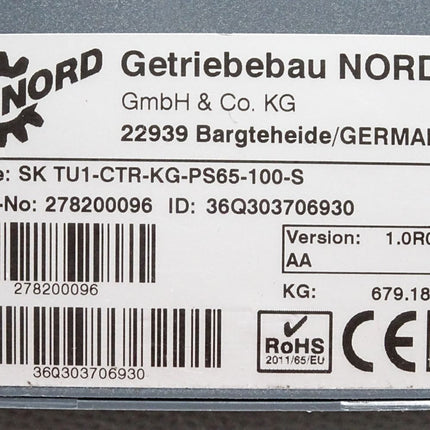 NORD
Getriebebau NORD
GmbH & Co. KG
22939 Bargteheide/GERMA
e: SK TU1-CTR-KG-PS65-100-S
-No: 278200096 ID: 36Q303706930
Version: 1.0R0
AA
278200096
KG: 679.18
36Q303706930
RoHS
2011/65/EU
CE